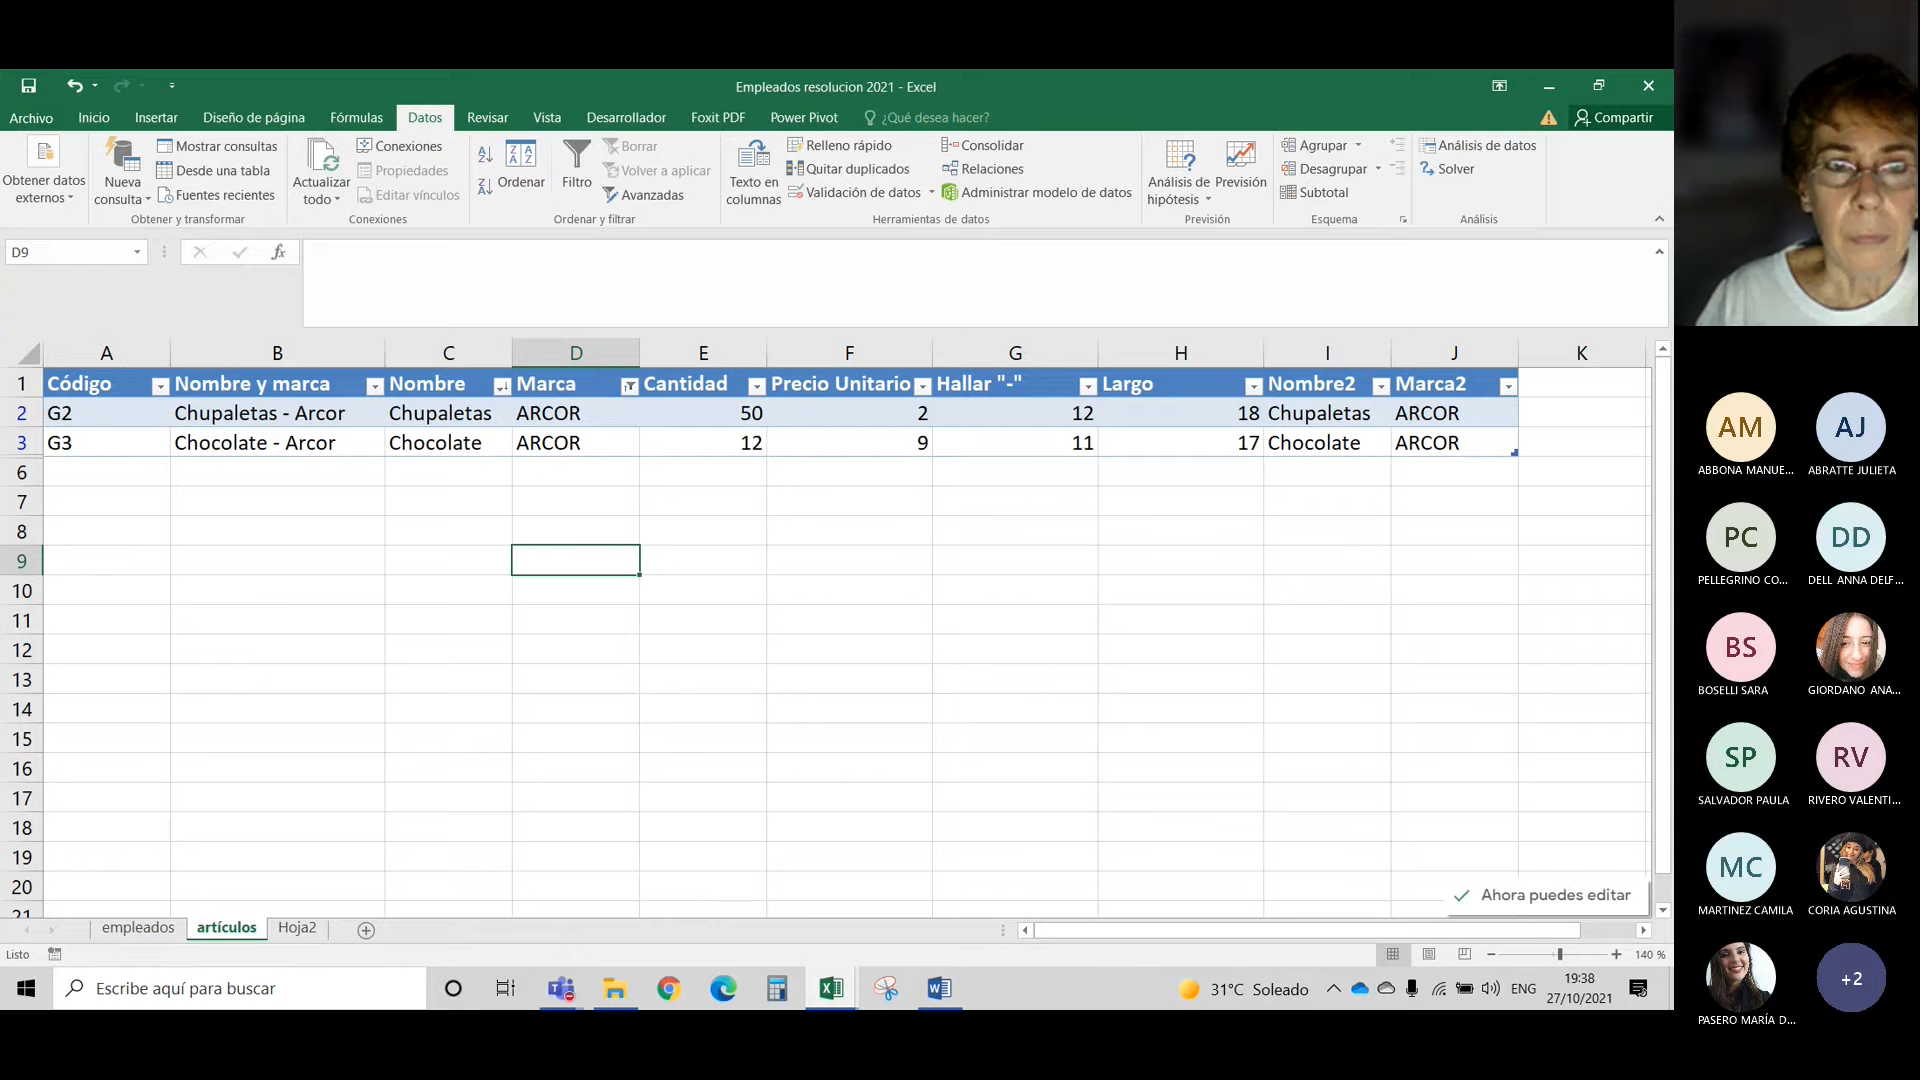 Empleados resolucion 2021 - Excel
Archivo Inicio Insertar Diseño de página Fórmulas Datos Revisar Vista Desarrollador Foxit PDF Power Pivot ¿Qué desea hacer? Compartir
Obtener datos externos
Nueva consulta
Mostrar consultas
Desde una tabla
Fuentes recientes
Obtener y transformar
Actualizar todo
Conexiones
Propiedades
Editar vínculos
Conexiones
Ordenar
Filtro
Borrar
Volver a aplicar
Avanzadas
Ordenar y filtrar
Texto en columnas
Relleno rápido
Quitar duplicados
Validación de datos
Consolidar
Relaciones
Administrar modelo de datos
Herramientas de datos
Análisis de hipótesis
Previsión
Previsión
Agrupar
Desagrupar
Subtotal
Esquema
Análisis de datos
Solver
Análisis
D9 fx
A B C D E F G H I J K
1 Código Nombre y marca Nombre Marca Cantidad Precio Unitario Hallar "-" Largo Nombre2 Marca2
2 G2 Chupaletas - Arcor Chupaletas ARCOR 50 2 12 18 Chupaletas ARCOR
3 G3 Chocolate - Arcor Chocolate ARCOR 12 9 11 17 Chocolate ARCOR
6
7
8
9
10
11
12
13
14
15
16
17
18
19
20
21
Ahora puedes editar
empleados artículos Hoja2
Listo 140 %
Escribe aquí para buscar
31°C Soleado ENG 19:38
27/10/2021
AM AJ
ABBONA MANUE... ABRATTE JULIETA
PC DD
PELLEGRINO CO... DELL ANNA DELF...
BS
BOSELLI SARA GIORDANO ANA...
SP RV
SALVADOR PAULA RIVERO VALENTI...
MC
MARTINEZ CAMILA CORIA AGUSTINA
+2
PASERO MARÍA D...